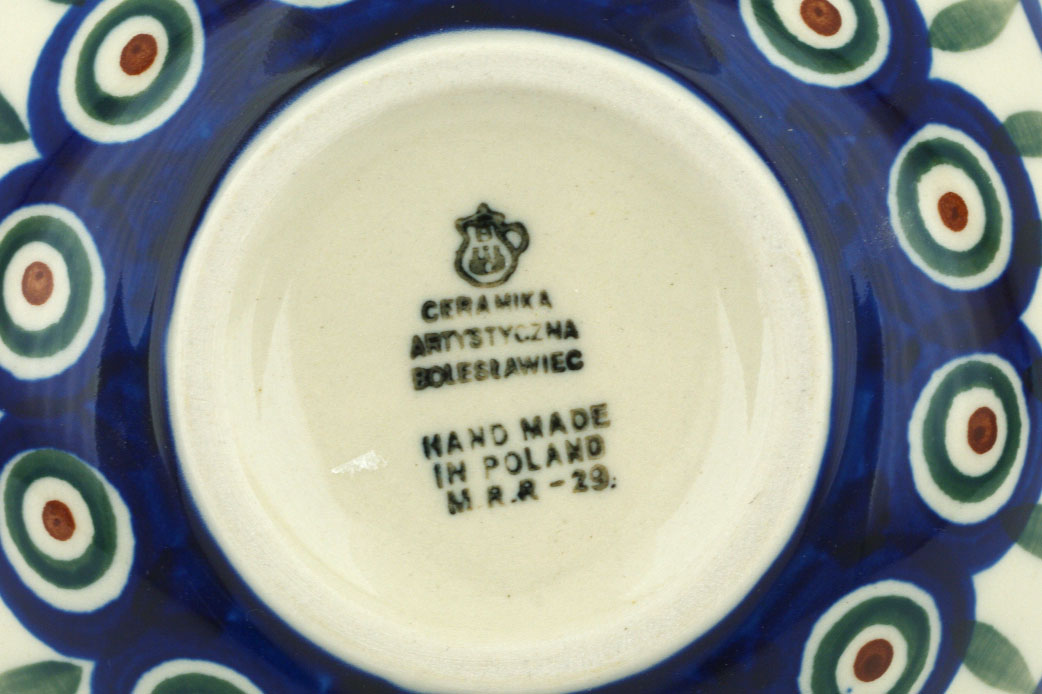 CERAMIKA
ARTYSTYCZNA
BOLESŁAWIEC
HAND MADE
IN POLAND
M.R.R - 29.